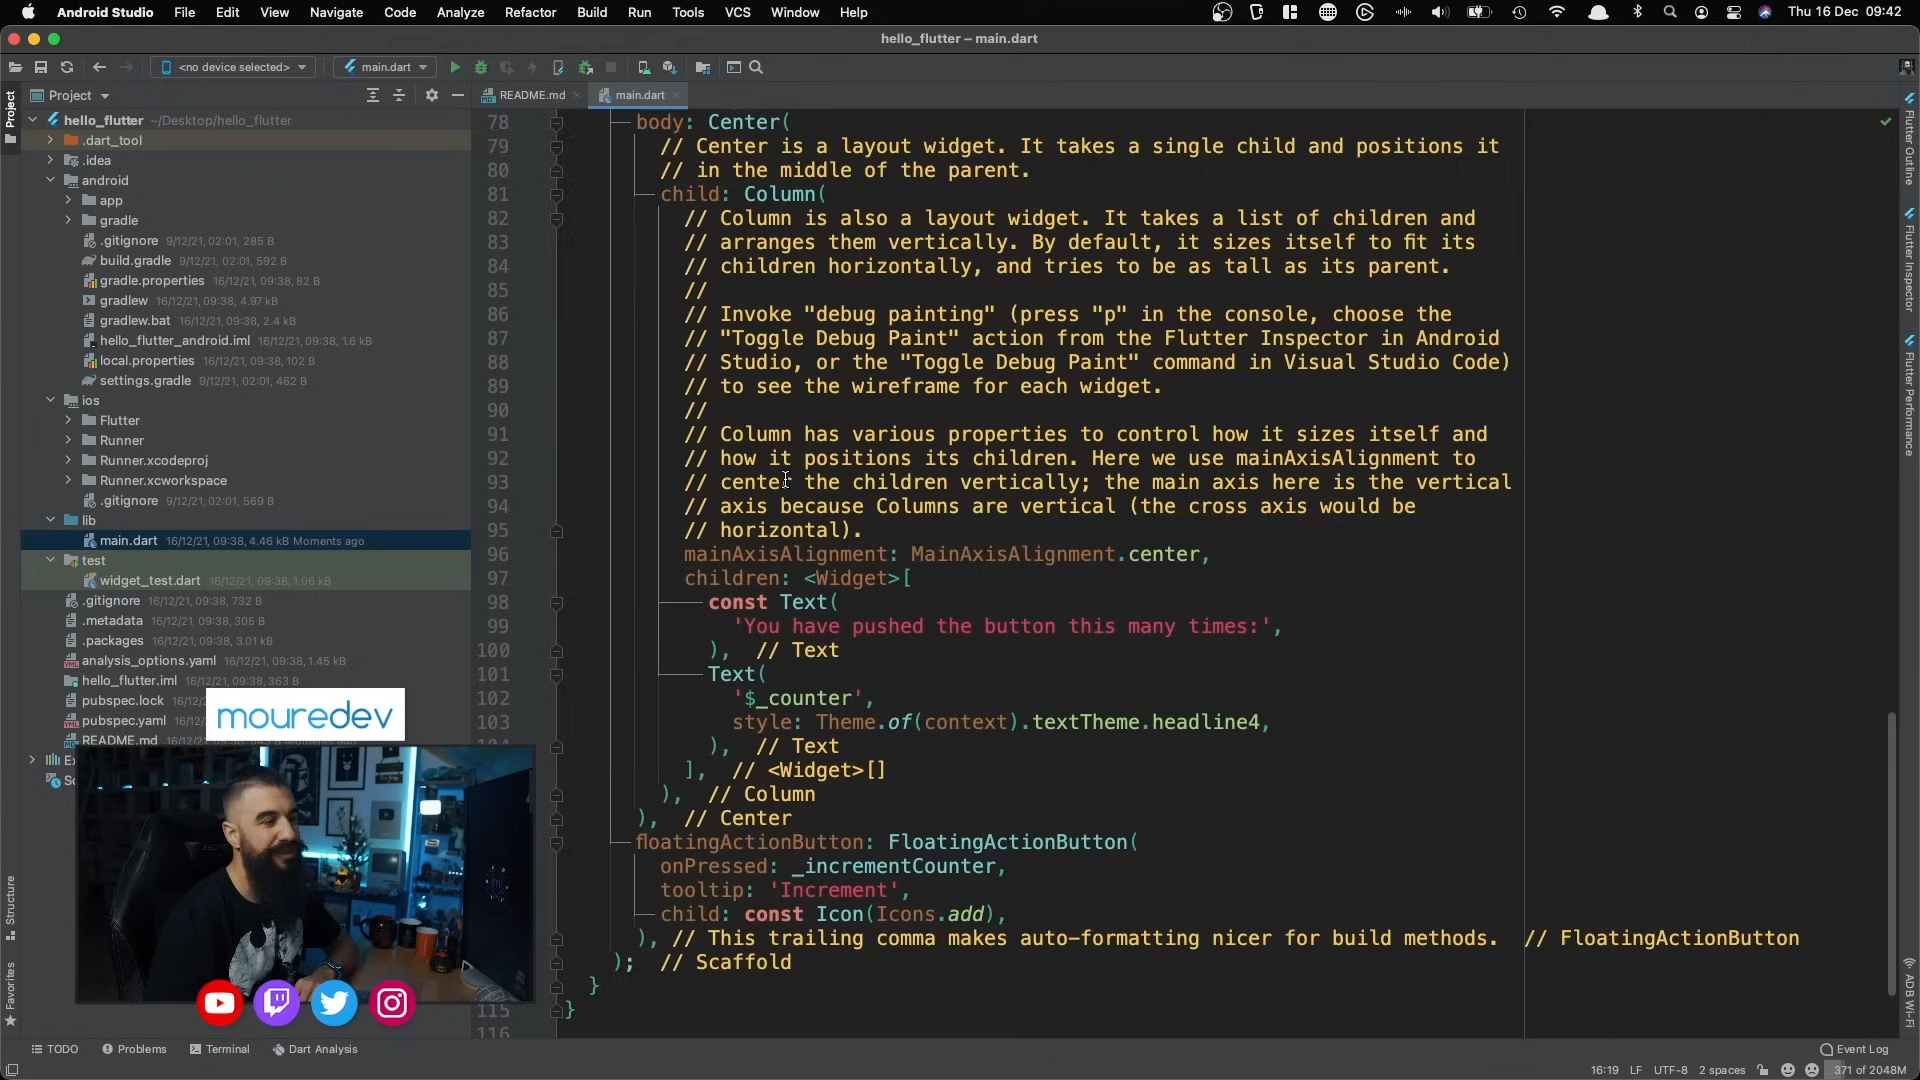 Android Studio File Edit View Navigate Code Analyze Refactor Build Run Tools VCS Window Help Thu 16 Dec 09:42
hello_flutter – main.dart
<no device selected> main.dart
Project README.md main.dart
Project
hello_flutter ~/Desktop/hello_flutter
.dart_tool
.idea
android
app
gradle
.gitignore 9/12/21, 02:01, 285 B
build.gradle 9/12/21, 02:01, 592 B
gradle.properties 16/12/21, 09:38, 82 B
gradlew 16/12/21, 09:38, 4.97 kB
gradlew.bat 16/12/21, 09:38, 2.4 kB
hello_flutter_android.iml 16/12/21, 09:38, 1.6 kB
local.properties 16/12/21, 09:38, 102 B
settings.gradle 9/12/21, 02:01, 462 B
ios
Flutter
Runner
Runner.xcodeproj
Runner.xcworkspace
.gitignore 9/12/21, 02:01, 569 B
lib
main.dart 16/12/21, 09:38, 4.46 kB Moments ago
test
widget_test.dart 16/12/21, 09:38, 1.06 kB
.gitignore 16/12/21, 09:38, 732 B
.metadata 16/12/21, 09:38, 305 B
.packages 16/12/21, 09:38, 3.01 kB
analysis_options.yaml 16/12/21, 09:38, 1.45 kB
hello_flutter.iml 16/12/21, 09:38, 363 B
pubspec.lock 16/12/2
pubspec.yaml 16/12
README.md
Ex
Sc
mouredev
78 body: Center(
79 // Center is a layout widget. It takes a single child and positions it
80 // in the middle of the parent.
81 child: Column(
82 // Column is also a layout widget. It takes a list of children and
83 // arranges them vertically. By default, it sizes itself to fit its
84 // children horizontally, and tries to be as tall as its parent.
85 //
86 // Invoke "debug painting" (press "p" in the console, choose the
87 // "Toggle Debug Paint" action from the Flutter Inspector in Android
88 // Studio, or the "Toggle Debug Paint" command in Visual Studio Code)
89 // to see the wireframe for each widget.
90 //
91 // Column has various properties to control how it sizes itself and
92 // how it positions its children. Here we use mainAxisAlignment to
93 // center the children vertically; the main axis here is the vertical
94 // axis because Columns are vertical (the cross axis would be
95 // horizontal).
96 mainAxisAlignment: MainAxisAlignment.center,
97 children: <Widget>[
98 const Text(
99 'You have pushed the button this many times:',
100 ), // Text
101 Text(
102 '$_counter',
103 style: Theme.of(context).textTheme.headline4,
), // Text
], // <Widget>[]
), // Column
), // Center
floatingActionButton: FloatingActionButton(
onPressed: _incrementCounter,
tooltip: 'Increment',
child: const Icon(Icons.add),
), // This trailing comma makes auto-formatting nicer for build methods. // FloatingActionButton
); // Scaffold
}
115 }
116
Structure
Favorites
Flutter Outline
Flutter Inspector
Flutter Performance
ADB Wi-Fi
TODO Problems Terminal Dart Analysis Event Log
16:19 LF UTF-8 2 spaces 371 of 2048M